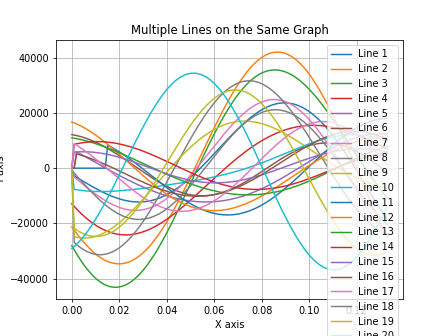 Multiple Lines on the Same Graph
40000
20000
0
−20000
−40000
axis
0.00
0.02
0.04
0.06
0.08
0.10
X axis
Line 1
Line 2
Line 3
Line 4
Line 5
Line 6
Line 7
Line 8
Line 9
Line 10
Line 11
Line 12
Line 13
Line 14
Line 15
Line 16
Line 17
Line 18
Line 19
Line 20